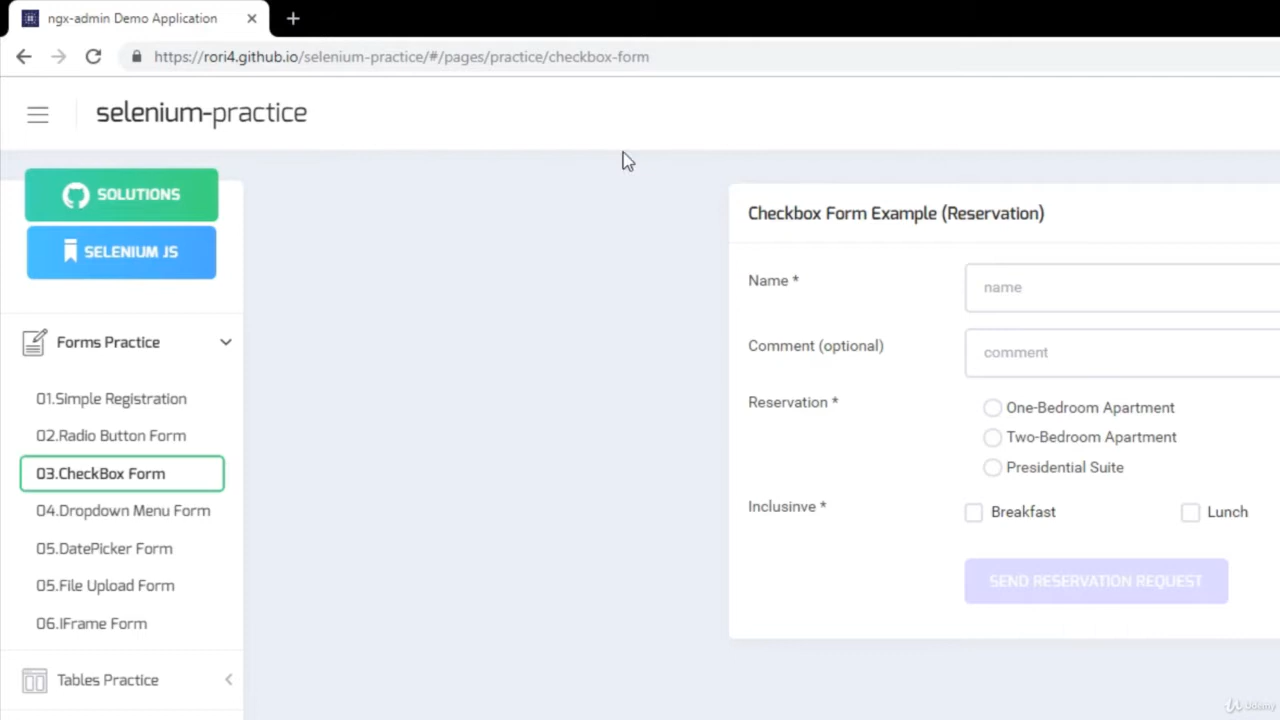 ngx-admin Demo Application
https://rori4.github.io/selenium-practice/#/pages/practice/checkbox-form
selenium-practice
SOLUTIONS
SELENIUM JS
Forms Practice
01.Simple Registration
02.Radio Button Form
03.CheckBox Form
04.Dropdown Menu Form
05.DatePicker Form
05.File Upload Form
06.IFrame Form
Tables Practice
Checkbox Form Example (Reservation)
Name *
name
Comment (optional)
comment
Reservation *
One-Bedroom Apartment
Two-Bedroom Apartment
Presidential Suite
Inclusinve *
Breakfast
Lunch
SEND RESERVATION REQUEST
Udemy